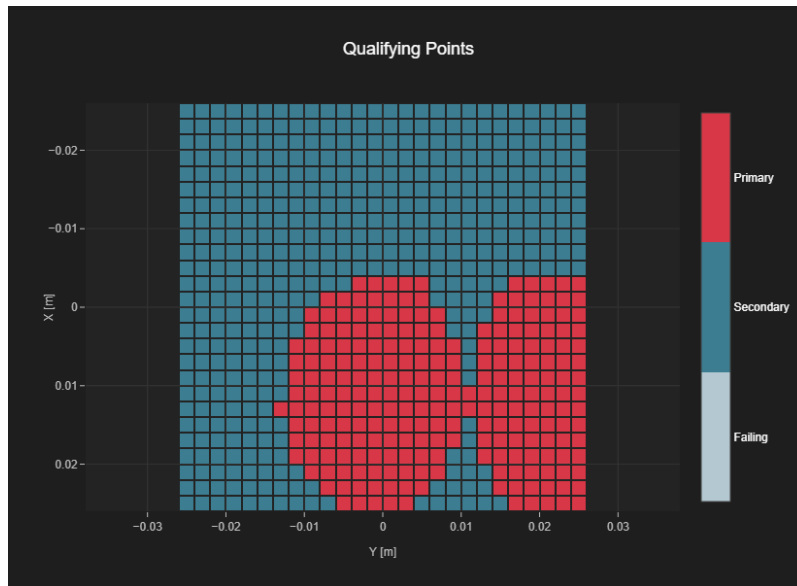 Qualifying Points
−0.02
−0.01
0
0.01
0.02
X [m]
−0.03
−0.02
−0.01
0
0.01
0.02
0.03
Y [m]
Primary
Secondary
Failing